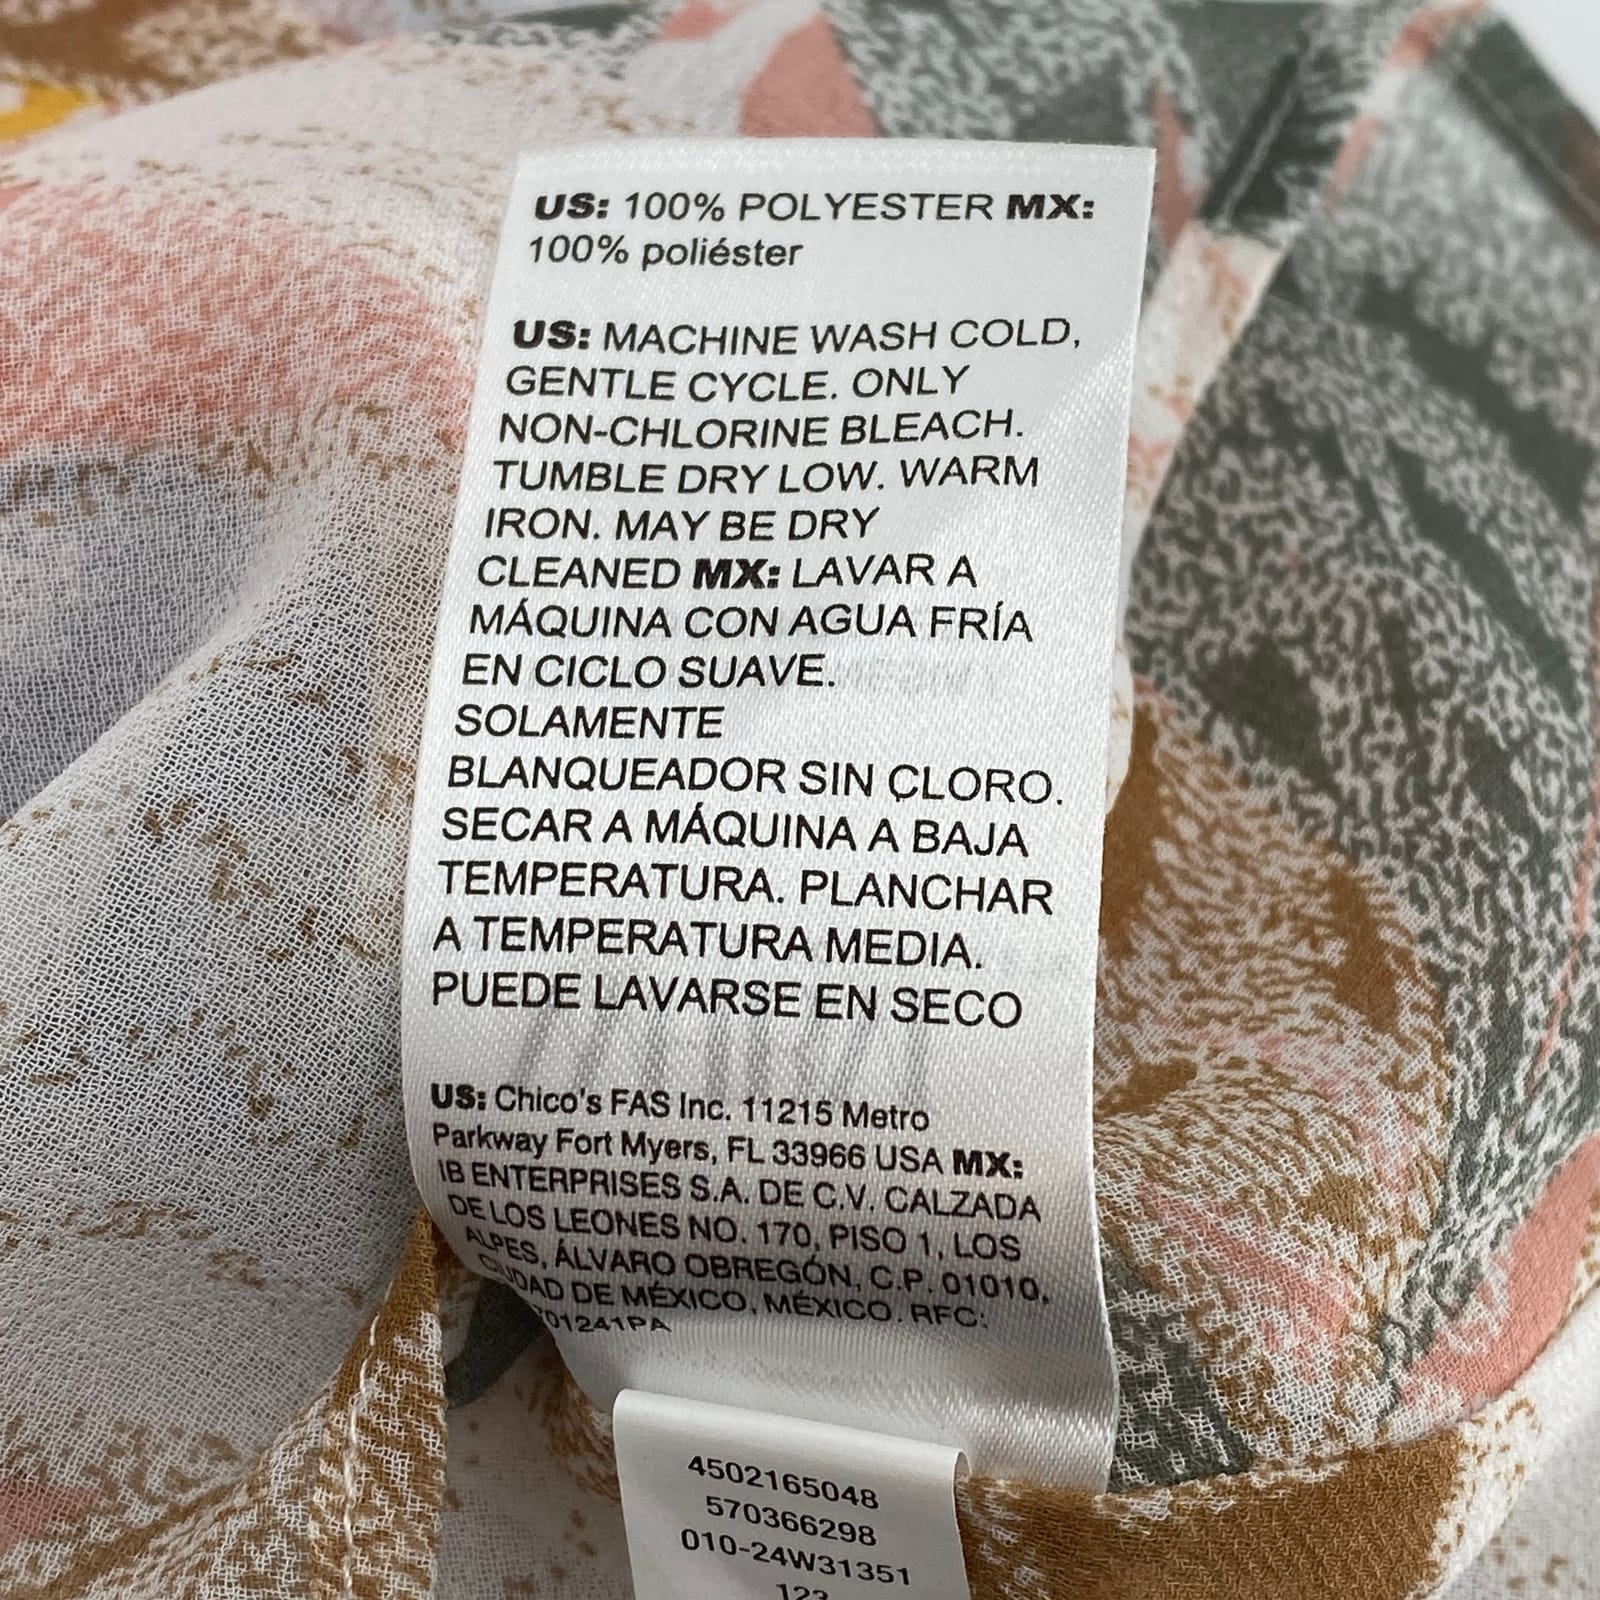 US: 100% POLYESTER MX:
100% poliéster
US: MACHINE WASH COLD,
GENTLE CYCLE. ONLY
NON-CHLORINE BLEACH.
TUMBLE DRY LOW. WARM
IRON. MAY BE DRY
CLEANED MX: LAVAR A
MÁQUINA CON AGUA FRÍA
EN CICLO SUAVE.
SOLAMENTE
BLANQUEADOR SIN CLORO.
SECAR A MÁQUINA A BAJA
TEMPERATURA. PLANCHAR
A TEMPERATURA MEDIA.
PUEDE LAVARSE EN SECO
US: Chico's FAS Inc. 11215 Metro
Parkway Fort Myers, FL 33966 USA MX:
IB ENTERPRISES S.A. DE C.V. CALZADA
DE LOS LEONES NO. 170, PISO 1, LOS
ALPES, ÁLVARO OBREGÓN, C.P. 01010,
CIUDAD DE MÉXICO, MÉXICO. RFC:
4502165048
570366298
010-24W31351